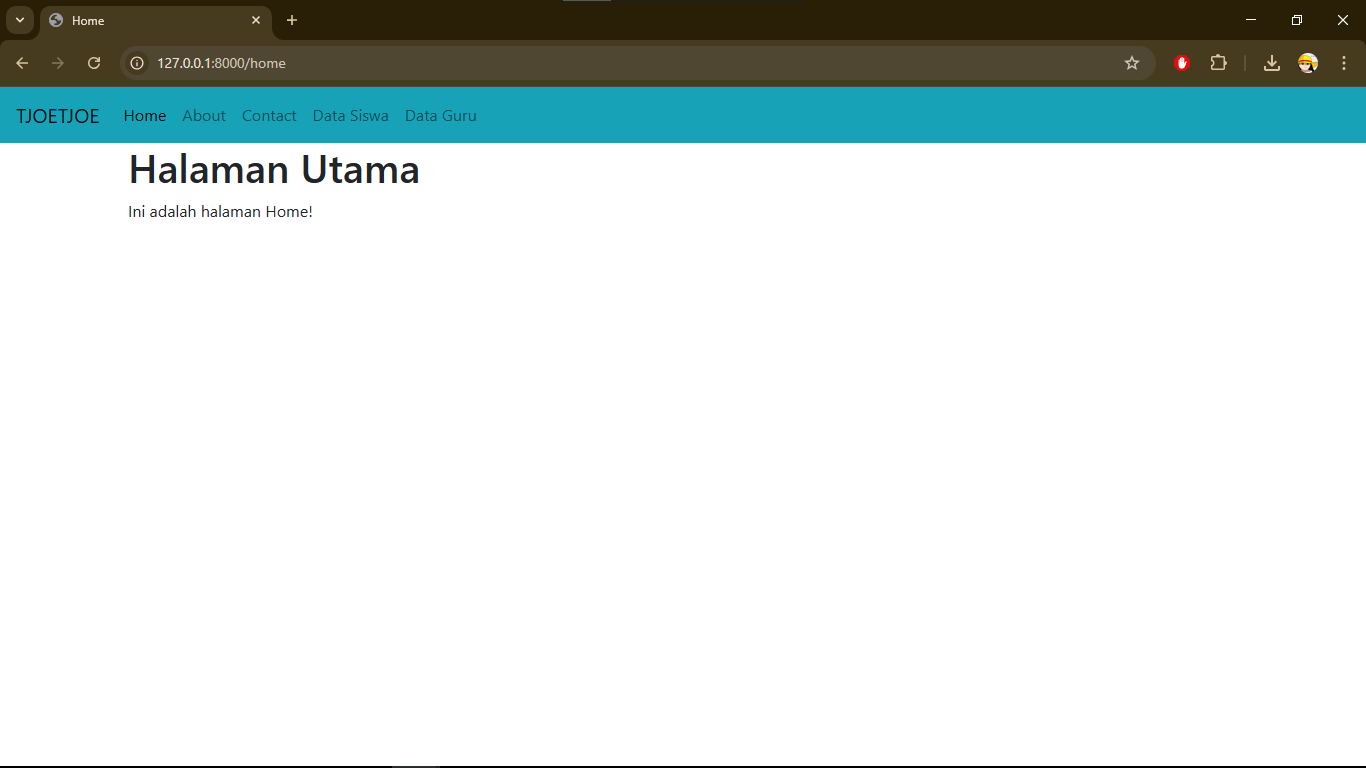 Home
127.0.0.1:8000/home
TJOETJOE Home About Contact Data Siswa Data Guru
Halaman Utama
Ini adalah halaman Home!